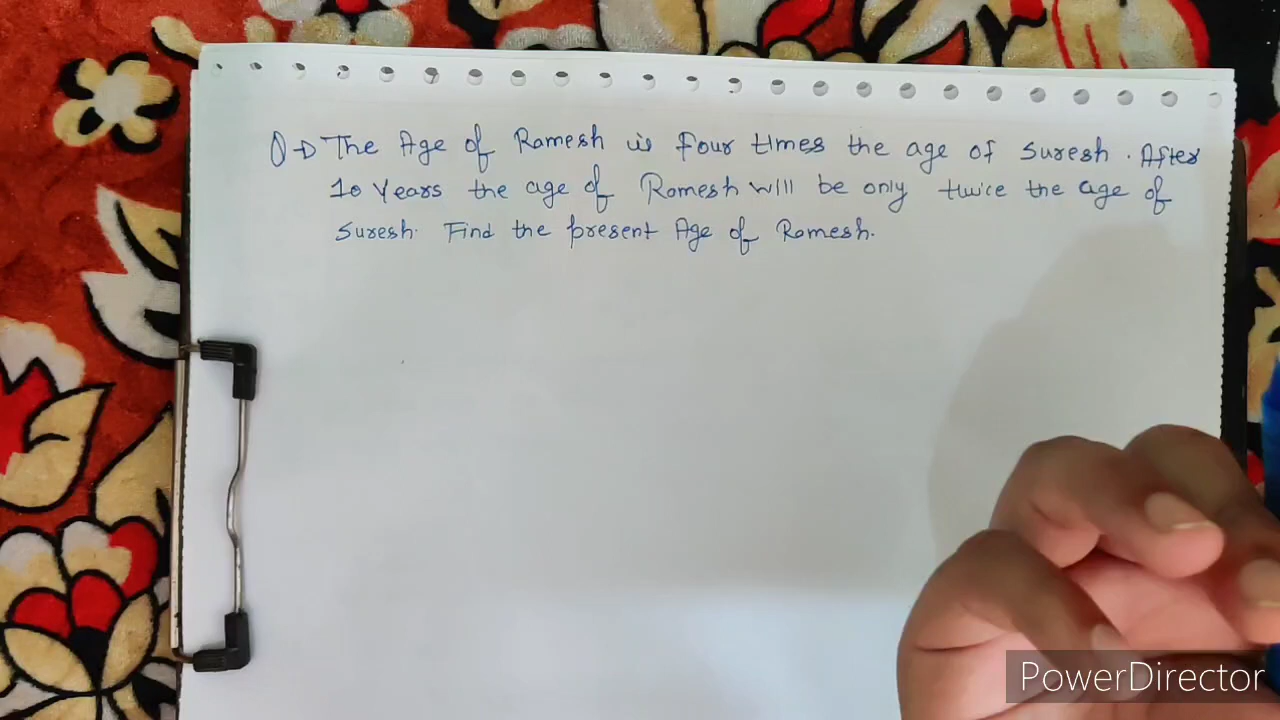 Q→ The Age of Ramesh is four times the age of Suresh. After
10 Years the age of Ramesh will be only twice the age of
Suresh. Find the present Age of Ramesh.
PowerDirector